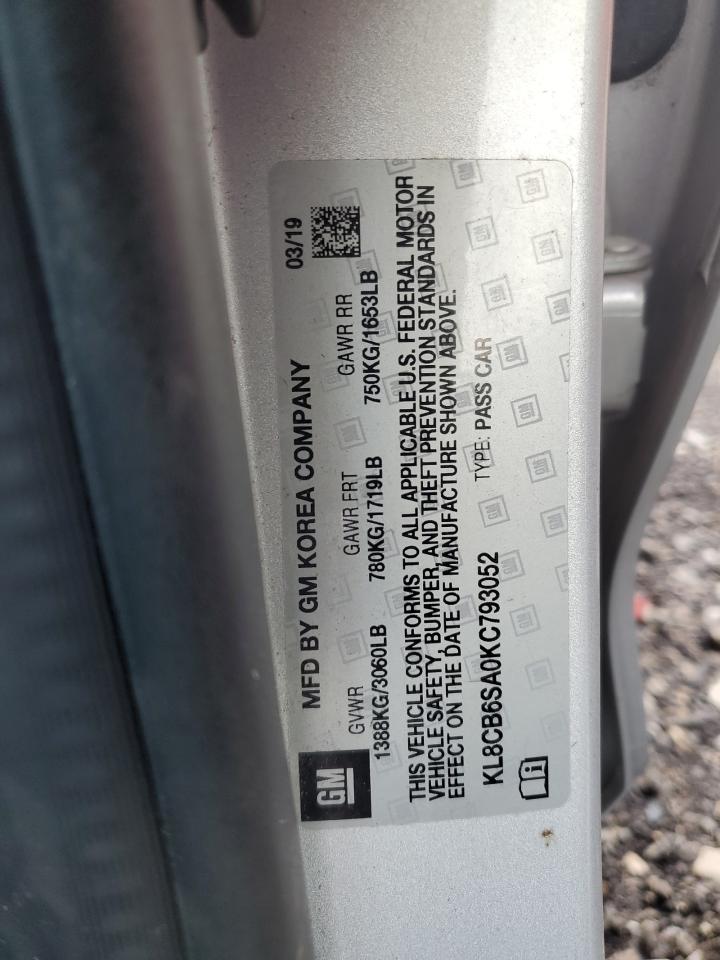 GM
MFD BY GM KOREA COMPANY 03/19
GVWR GAWR FRT GAWR RR
1388KG/3060LB 780KG/1719LB 750KG/1653LB
THIS VEHICLE CONFORMS TO ALL APPLICABLE U.S. FEDERAL MOTOR
VEHICLE SAFETY, BUMPER, AND THEFT PREVENTION STANDARDS IN
EFFECT ON THE DATE OF MANUFACTURE SHOWN ABOVE.
KL8CB6SA0KC793052 TYPE: PASS CAR